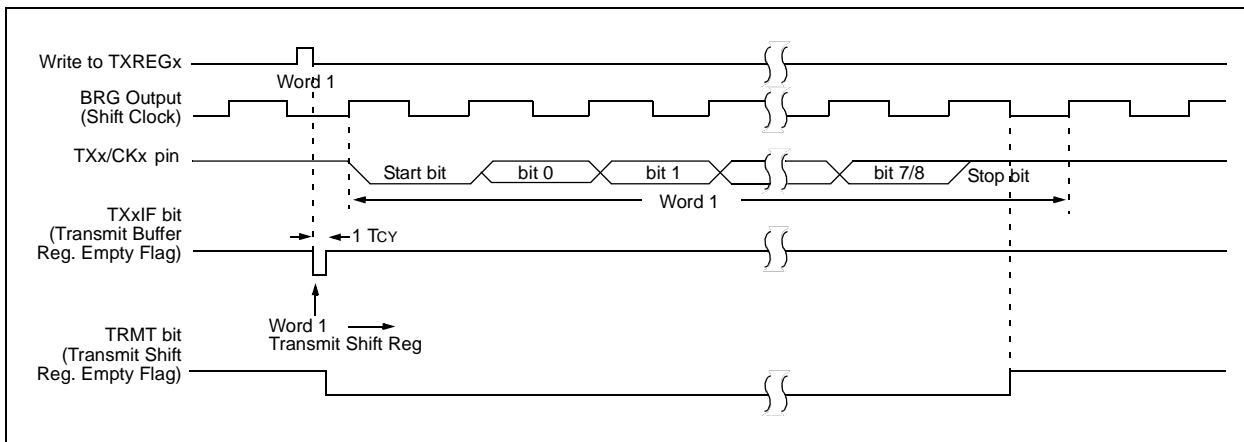 Write to TXREGx
Word 1
BRG Output
(Shift Clock)
TXx/CKx pin
Start bit
bit 0
bit 1
bit 7/8
Stop bit
Word 1
TXxIF bit
(Transmit Buffer
Reg. Empty Flag)
1 TCY
Word 1
Transmit Shift Reg
TRMT bit
(Transmit Shift
Reg. Empty Flag)